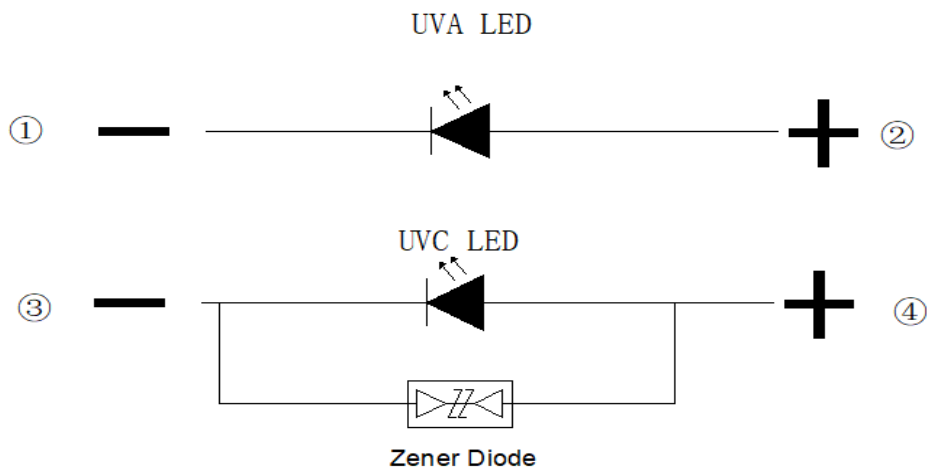 UVA LED
① ②
UVC LED
③ ④
Zener Diode